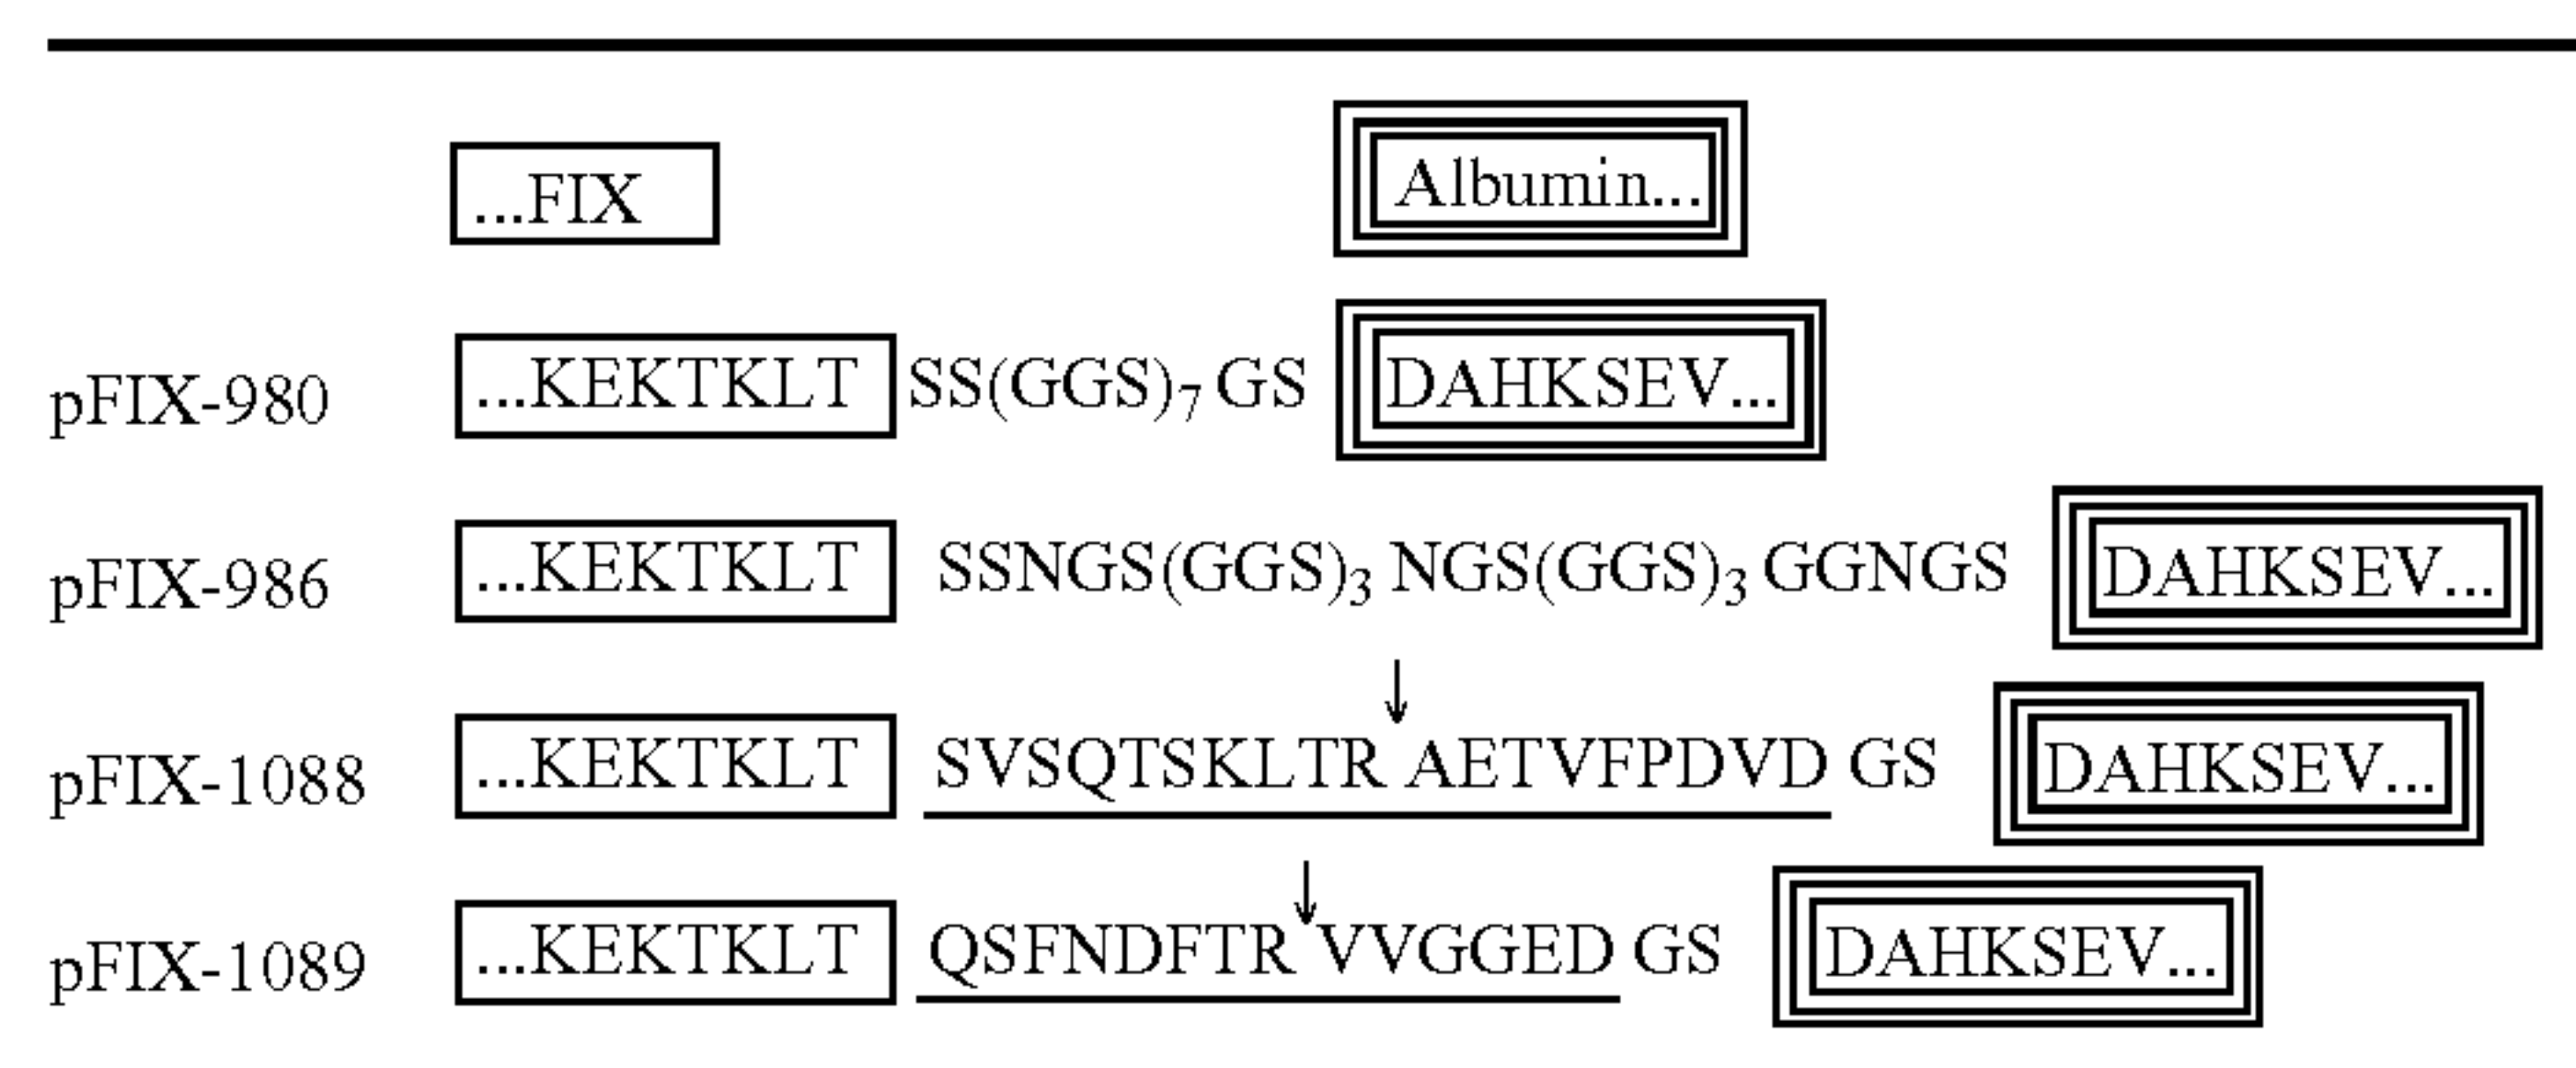 ...FIX Albumin...
pFIX-980 ...KEKTKLT SS(GGS)₇ GS DAHKSEV...
pFIX-986 ...KEKTKLT SSNGS(GGS)₃ NGS(GGS)₃ GGNGS DAHKSEV...
↓
pFIX-1088 ...KEKTKLT SVSQTSKLTR AETVFPDVD GS DAHKSEV...
↓
pFIX-1089 ...KEKTKLT QSFNDFTR VVGGED GS DAHKSEV...